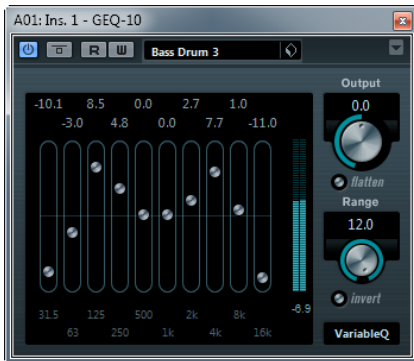 A01: Ins. 1 - GEQ-10
R W Bass Drum 3
Output
-10.1 8.5 0.0 2.7 1.0 0.0
-3.0 4.8 0.0 7.7 -11.0
flatten
Range
12.0
invert
-6.9
31.5 125 500 2k 8k
63 250 1k 4k 16k
VariableQ